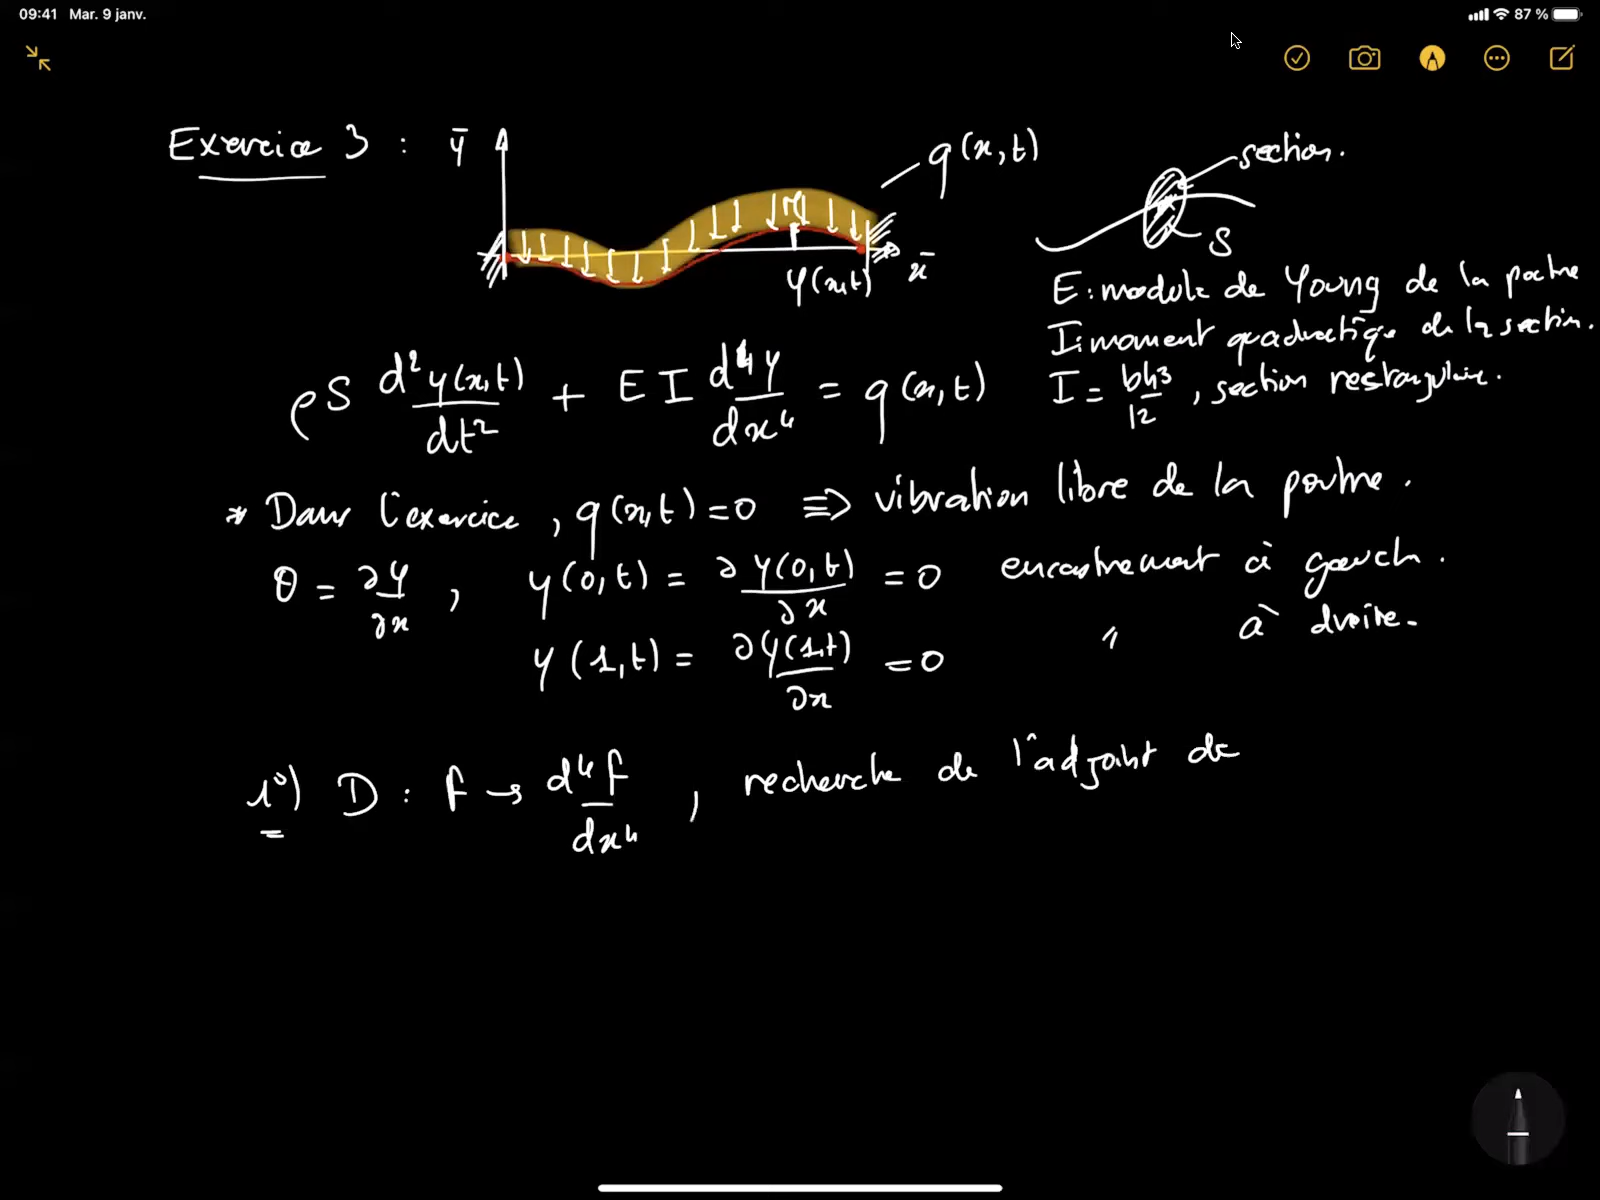 09:41 Mar. 9 janv. 87 %
Exercice 3 : ȳ
q(x,t)
section.
S
y(x,t)
x̄
E : module de Young de la poutre
I : moment quadratique de la section.
I = bh³/12 , section restangulaire.
ρS d²y(x,t)/dt² + EI d⁴y/dx⁴ = q(x,t)
* Dans l'exercice , q(x,t) = 0 ≡> vibration libre de la poutre .
θ = ∂y/∂x , y(0,t) = ∂y(0,t)/∂x = 0 encastrement à gauch .
y(1,t) = ∂y(1,t)/∂x = 0 " à droite .
1°) D : f → d⁴f/dx⁴ , recherche de l'adjoint de